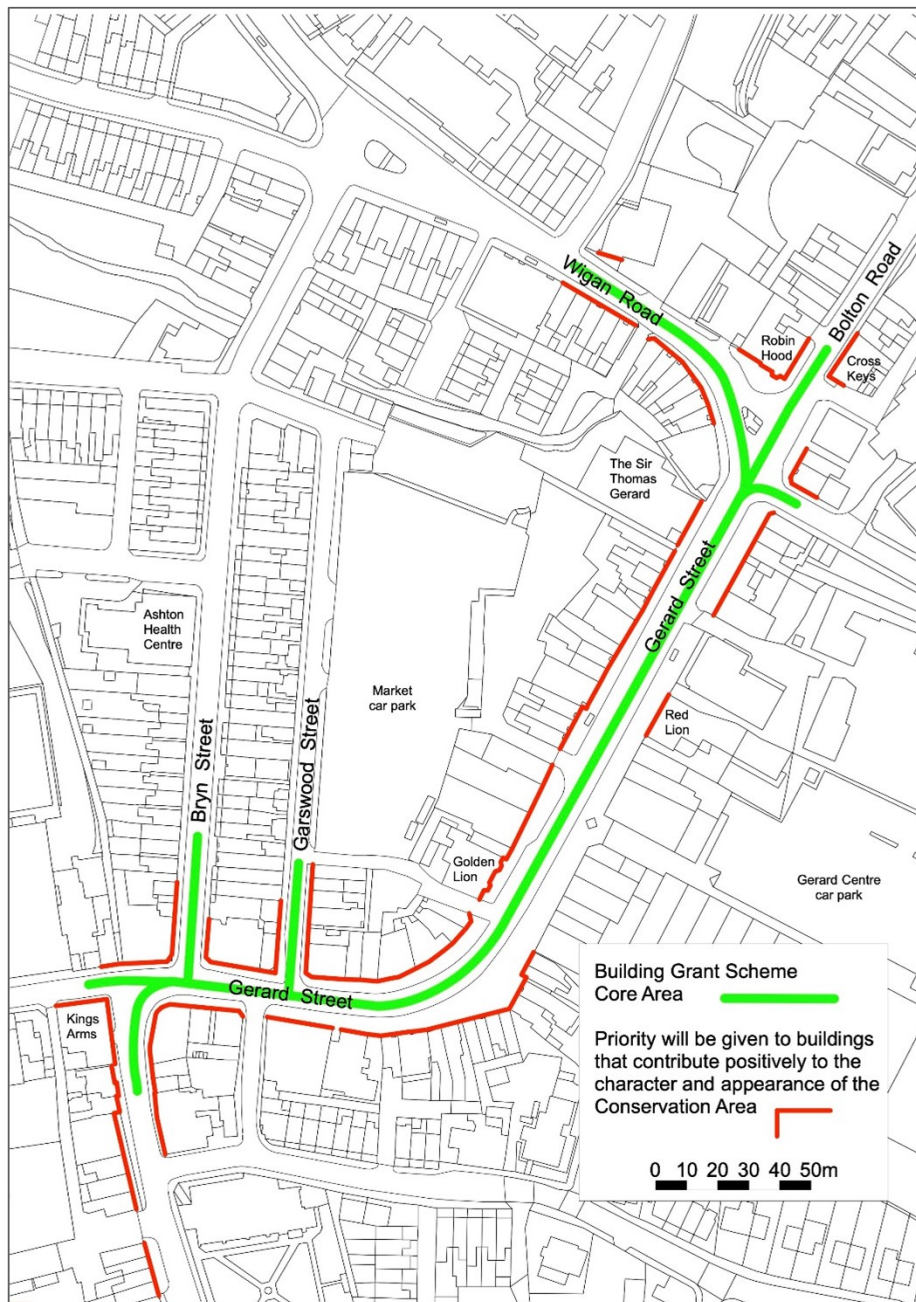 Wigan Road
Bolton Road
Robin
Hood
Cross
Keys
The Sir
Thomas
Gerard
Gerard Street
Ashton
Health
Centre
Market
car park
Red
Lion
Bryn Street
Garswood Street
Golden
Lion
Gerard Centre
car park
Gerard Street
Kings
Arms
Building Grant Scheme
Core Area
Priority will be given to buildings
that contribute positively to the
character and appearance of the
Conservation Area
0 10 20 30 40 50m